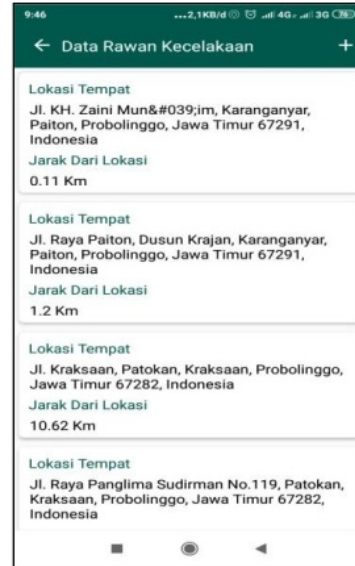 9:46
...2,1KB/d 4G 3G 76
← Data Rawan Kecelakaan +
Lokasi Tempat
Jl. KH. Zaini Mun&#039;im, Karanganyar,
Paiton, Probolinggo, Jawa Timur 67291,
Indonesia
Jarak Dari Lokasi
0.11 Km
Lokasi Tempat
Jl. Raya Paiton, Dusun Krajan, Karanganyar,
Paiton, Probolinggo, Jawa Timur 67291,
Indonesia
Jarak Dari Lokasi
1.2 Km
Lokasi Tempat
Jl. Kraksaan, Patokan, Kraksaan, Probolinggo,
Jawa Timur 67282, Indonesia
Jarak Dari Lokasi
10.62 Km
Lokasi Tempat
Jl. Raya Panglima Sudirman No.119, Patokan,
Kraksaan, Probolinggo, Jawa Timur 67282,
Indonesia